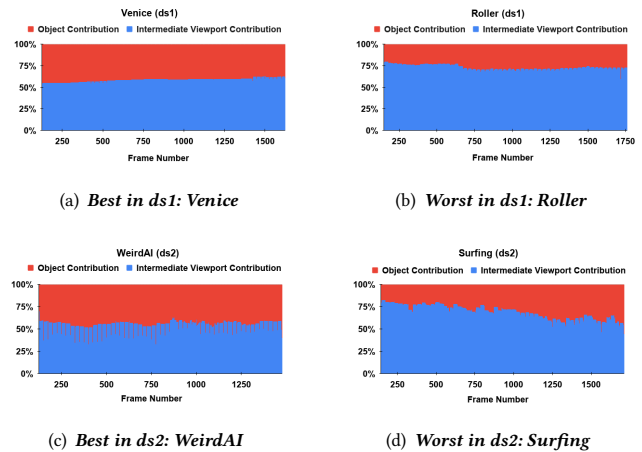 Venice (ds1)
Object Contribution Intermediate Viewport Contribution
100%
75%
50%
25%
0%
250 500 750 1000 1250 1500
Frame Number
(a) Best in ds1: Venice
Roller (ds1)
Object Contribution Intermediate Viewport Contribution
100%
75%
50%
25%
0%
250 500 750 1000 1250 1500 1750
Frame Number
(b) Worst in ds1: Roller
WeirdAI (ds2)
Object Contribution Intermediate Viewport Contribution
100%
75%
50%
25%
0%
250 500 750 1000 1250
Frame Number
(c) Best in ds2: WeirdAI
Surfing (ds2)
Object Contribution Intermediate Viewport Contribution
100%
75%
50%
25%
0%
250 500 750 1000 1250 1500
Frame Number
(d) Worst in ds2: Surfing